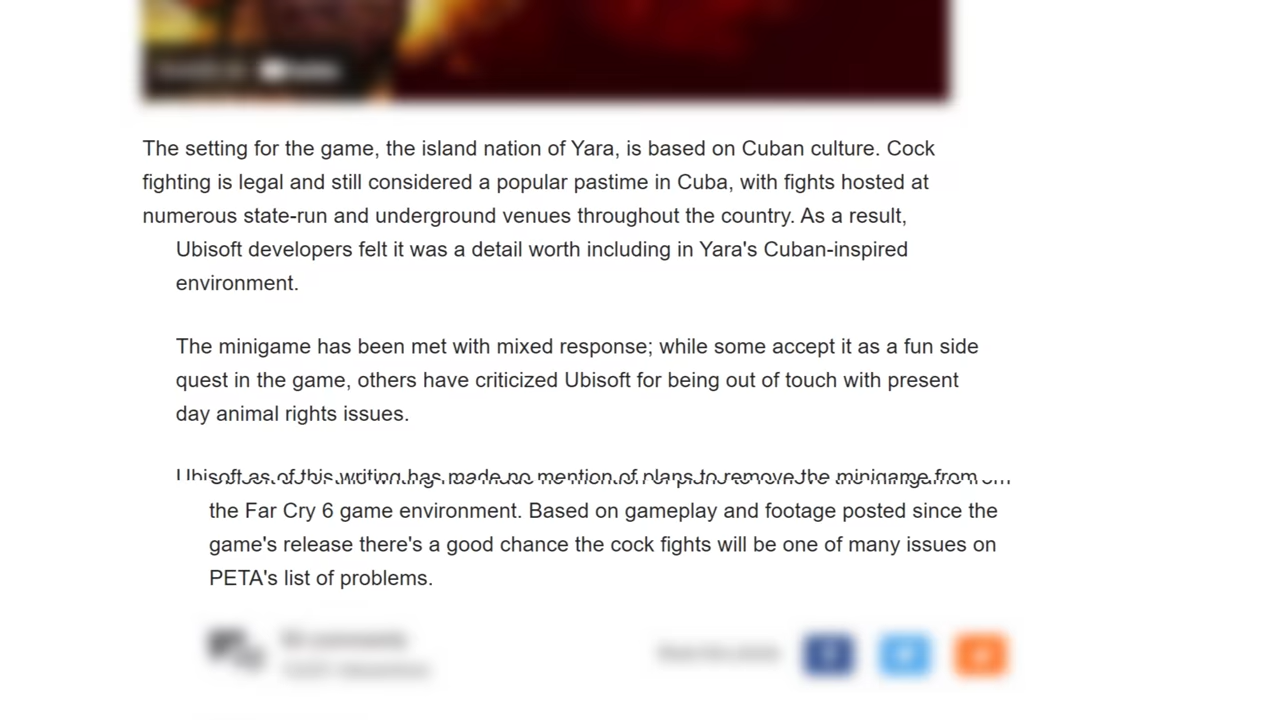 The setting for the game, the island nation of Yara, is based on Cuban culture. Cock
fighting is legal and still considered a popular pastime in Cuba, with fights hosted at
numerous state-run and underground venues throughout the country. As a result,
Ubisoft developers felt it was a detail worth including in Yara's Cuban-inspired
environment.
The minigame has been met with mixed response; while some accept it as a fun side
quest in the game, others have criticized Ubisoft for being out of touch with present
day animal rights issues.
Ubisoft as of this writing has made no mention of plans to remove the minigame from
the Far Cry 6 game environment. Based on gameplay and footage posted since the
game's release there's a good chance the cock fights will be one of many issues on
PETA's list of problems.